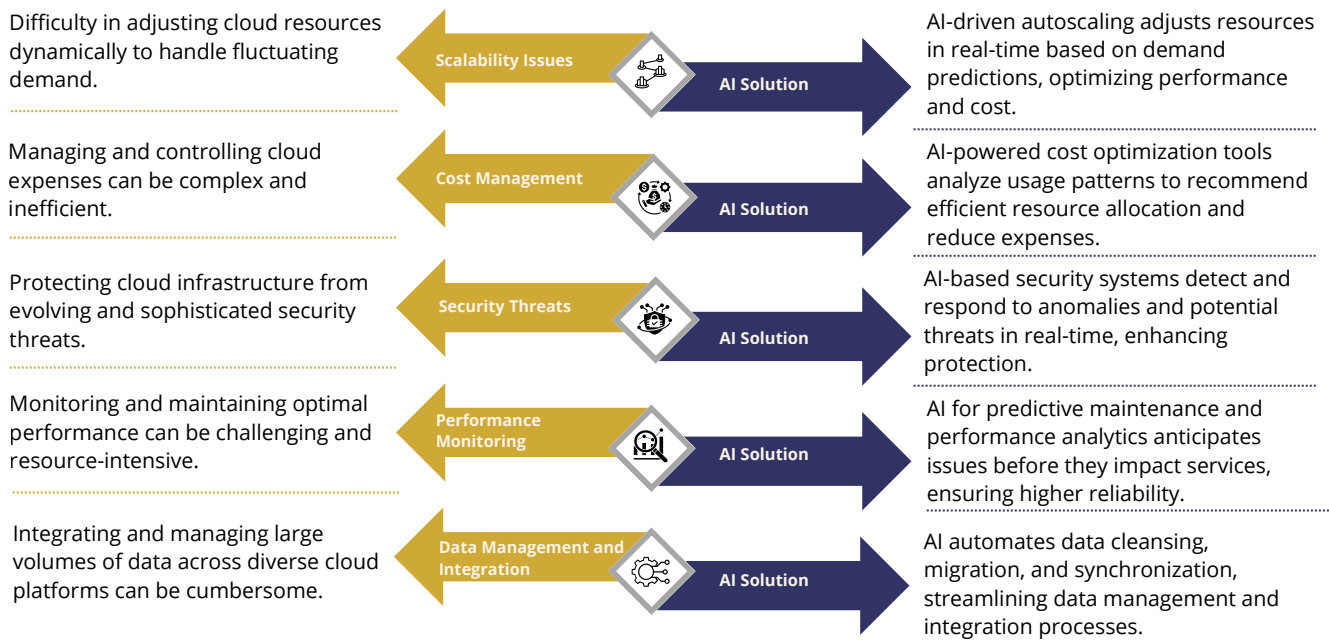 Difficulty in adjusting cloud resources
dynamically to handle fluctuating
demand.
Scalability Issues
AI Solution
AI-driven autoscaling adjusts resources
in real-time based on demand
predictions, optimizing performance
and cost.
Managing and controlling cloud
expenses can be complex and
inefficient.
Cost Management
AI Solution
AI-powered cost optimization tools
analyze usage patterns to recommend
efficient resource allocation and
reduce expenses.
Protecting cloud infrastructure from
evolving and sophisticated security
threats.
Security Threats
AI Solution
AI-based security systems detect and
respond to anomalies and potential
threats in real-time, enhancing
protection.
Monitoring and maintaining optimal
performance can be challenging and
resource-intensive.
Performance
Monitoring
AI Solution
AI for predictive maintenance and
performance analytics anticipates
issues before they impact services,
ensuring higher reliability.
Integrating and managing large
volumes of data across diverse cloud
platforms can be cumbersome.
Data Management and
Integration
AI Solution
AI automates data cleansing,
migration, and synchronization,
streamlining data management and
integration processes.